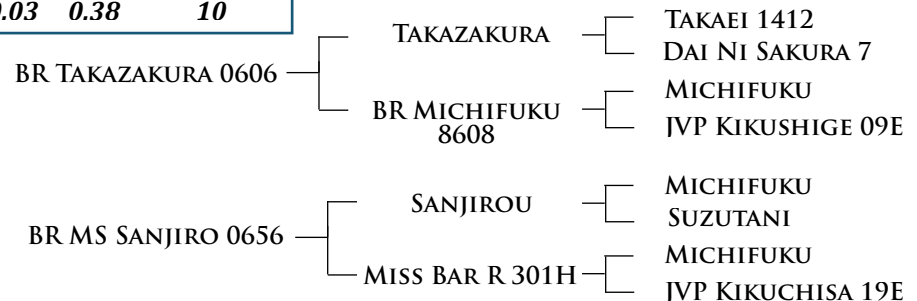 0.03 0.38 10
Takazakura
Takaei 1412
Dai Ni Sakura 7
BR Takazakura 0606
BR Michifuku
8608
Michifuku
JVP Kikushige 09E
Sanjirou
Michifuku
Suzutani
BR MS Sanjiro 0656
Miss Bar R 301H
Michifuku
JVP Kikuchisa 19E